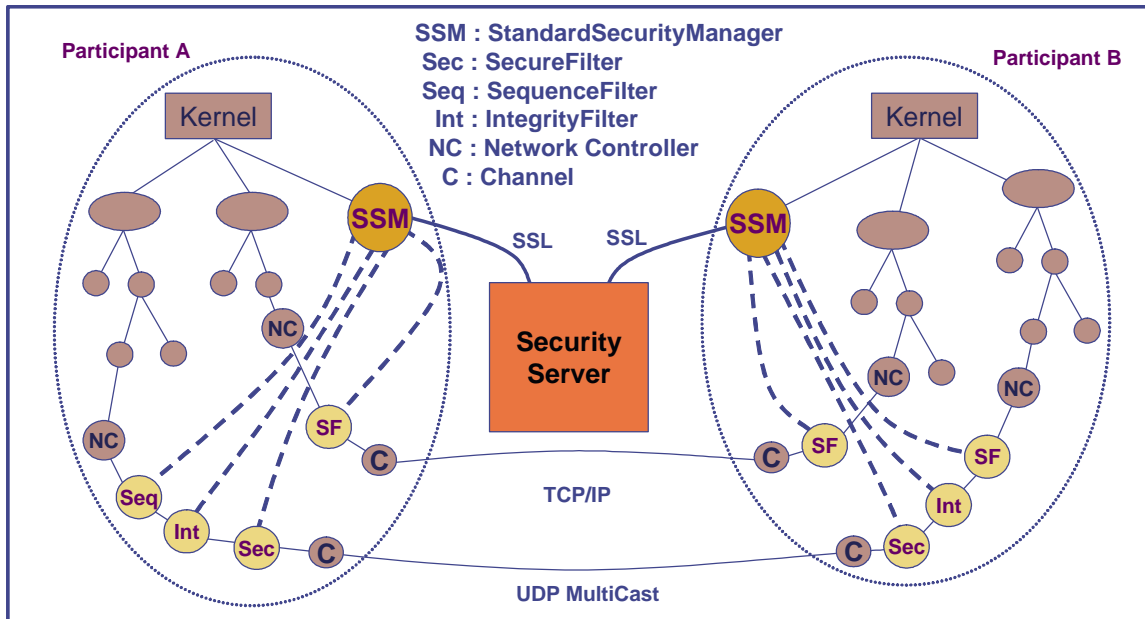 Participant A
SSM : StandardSecurityManager
Sec : SecureFilter
Seq : SequenceFilter
Int : IntegrityFilter
NC : Network Controller
C : Channel
Participant B
Kernel
Kernel
SSM
SSL
SSL
SSM
Security
Server
NC
NC
NC
NC
SF
C
C
SF
SF
TCP/IP
Seq
Int
Sec
C
C
Sec
Int
UDP MultiCast